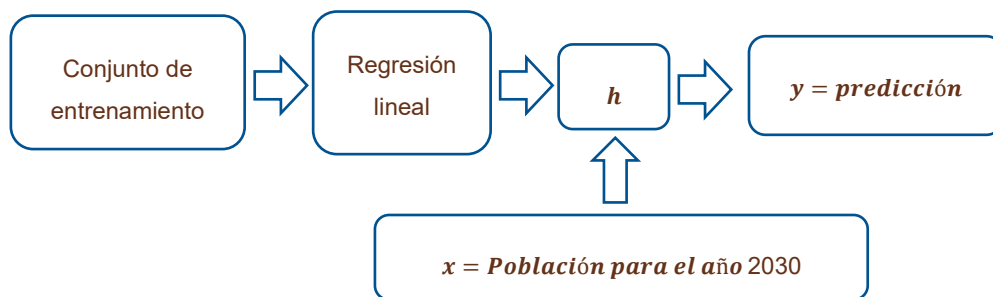 Conjunto de
entrenamiento
Regresión
lineal
h
y = predicción
x = Población para el año 2030